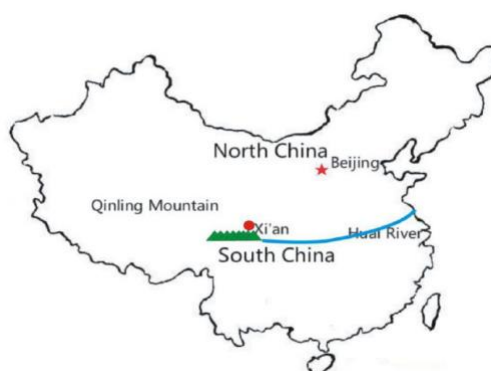 North China
Beijing
Qinling Mountain
Xi'an
Huai River
South China